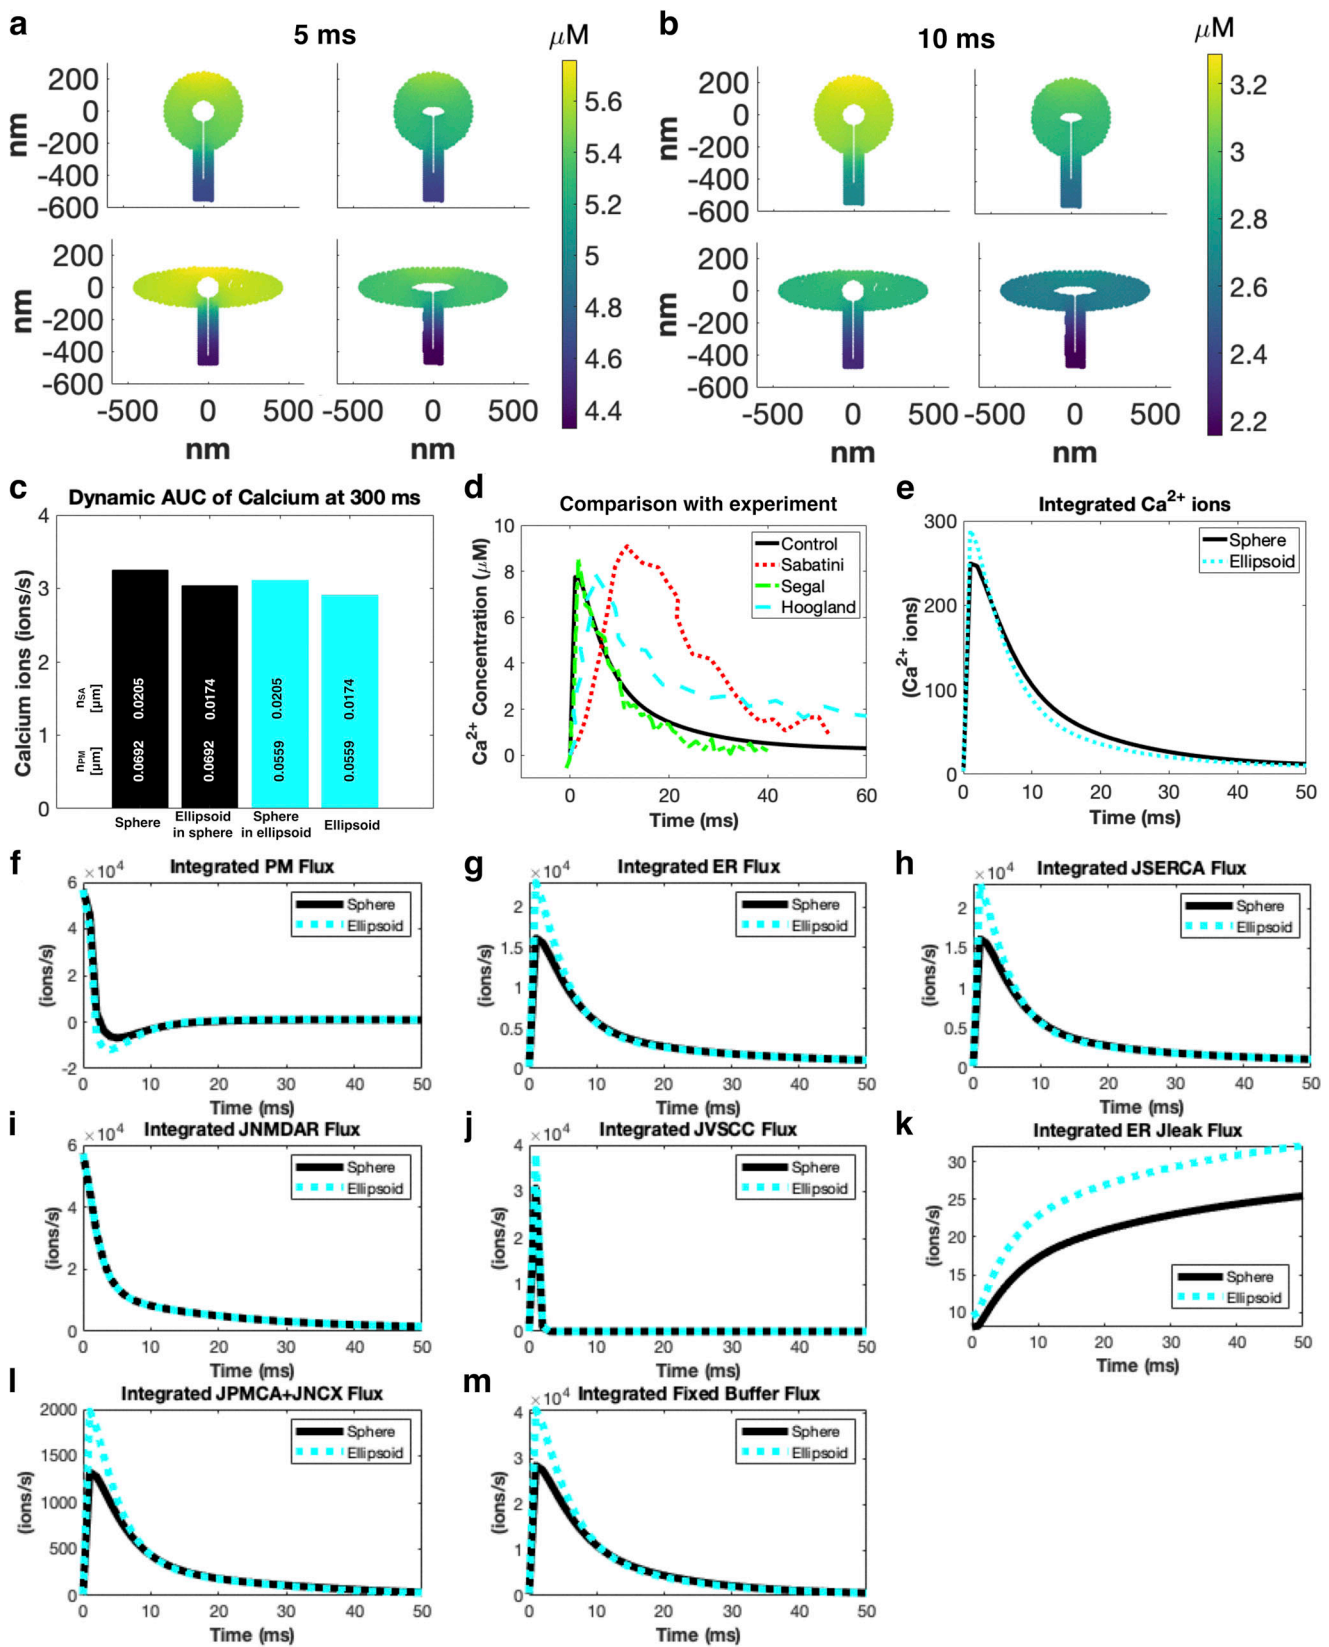 a
5 ms
μM
b
10 ms
μM
200
0
-200
-400
-600
nm
200
0
-200
-400
-600
nm
-500 0 500
nm
-500 0 500
nm
5.6
5.4
5.2
5
4.8
4.6
4.4
200
0
-200
-400
-600
nm
200
0
-200
-400
-600
nm
-500 0 500
nm
-500 0 500
nm
3.2
3
2.8
2.6
2.4
2.2
c
Dynamic AUC of Calcium at 300 ms
Calcium ions (ions/s)
4
3
2
1
0
nSA
[μm]
0.0205
0.0174
0.0205
0.0174
nPM
[μm]
0.0692
0.0692
0.0559
0.0559
Sphere
Ellipsoid
in sphere
Sphere
in ellipsoid
Ellipsoid
d
Comparison with experiment
Ca2+ Concentration (μM)
10
8
6
4
2
0
Control
Sabatini
Segal
Hoogland
0 20 40 60
Time (ms)
e
Integrated Ca2+ ions
(Ca2+ ions)
300
200
100
0
Sphere
Ellipsoid
0 10 20 30 40 50
Time (ms)
f
Integrated PM Flux
×104
(ions/s)
6
4
2
0
-2
Sphere
Ellipsoid
0 10 20 30 40 50
Time (ms)
g
Integrated ER Flux
×104
(ions/s)
2
1.5
1
0.5
0
Sphere
Ellipsoid
0 10 20 30 40 50
Time (ms)
h
Integrated JSERCA Flux
×104
(ions/s)
2
1.5
1
0.5
0
Sphere
Ellipsoid
0 10 20 30 40 50
Time (ms)
i
Integrated JNMDAR Flux
×104
(ions/s)
6
4
2
0
Sphere
Ellipsoid
0 10 20 30 40 50
Time (ms)
j
Integrated JVSCC Flux
×104
(ions/s)
4
3
2
1
0
Sphere
Ellipsoid
0 10 20 30 40 50
Time (ms)
k
Integrated ER Jleak Flux
(ions/s)
30
25
20
15
10
Sphere
Ellipsoid
0 10 20 30 40 50
Time (ms)
l
Integrated JPMCA+JNCX Flux
(ions/s)
2000
1500
1000
500
0
Sphere
Ellipsoid
0 10 20 30 40 50
Time (ms)
m
Integrated Fixed Buffer Flux
×104
(ions/s)
4
3
2
1
0
Sphere
Ellipsoid
0 10 20 30 40 50
Time (ms)